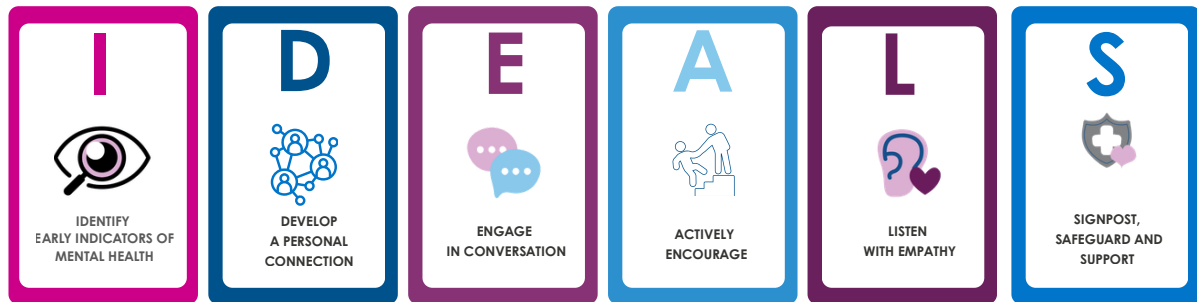 I
IDENTIFY
EARLY INDICATORS OF
MENTAL HEALTH
D
DEVELOP
A PERSONAL
CONNECTION
E
ENGAGE
IN CONVERSATION
A
ACTIVELY
ENCOURAGE
L
LISTEN
WITH EMPATHY
S
SIGNPOST,
SAFEGUARD AND
SUPPORT